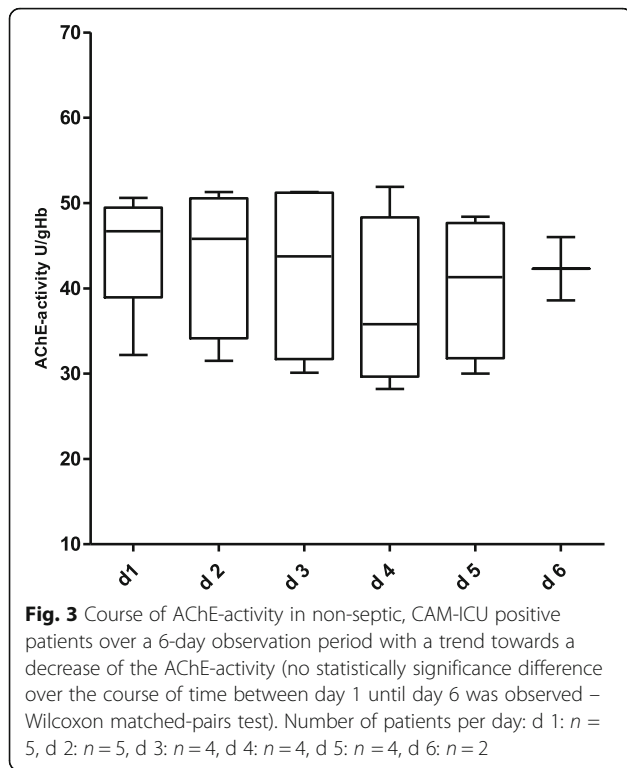 70
60
50
40
30
20
10
AChE-activity U/gHb
d1 d 2 d 3 d 4 d 5 d 6
Fig. 3 Course of AChE-activity in non-septic, CAM-ICU positive
patients over a 6-day observation period with a trend towards a
decrease of the AChE-activity (no statistically significance difference
over the course of time between day 1 until day 6 was observed –
Wilcoxon matched-pairs test). Number of patients per day: d 1: n =
5, d 2: n = 5, d 3: n = 4, d 4: n = 4, d 5: n = 4, d 6: n = 2